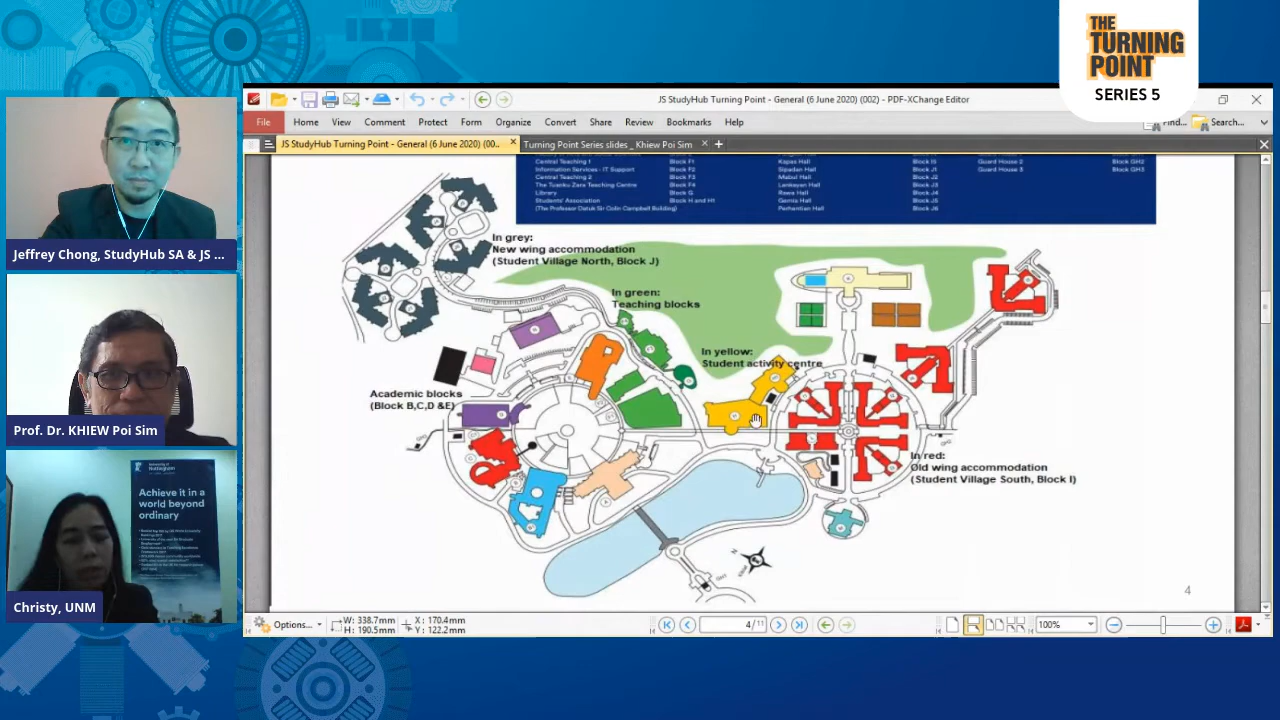 THE
TURNING
POINT
SERIES 5
JS StudyHub Turning Point - General (6 June 2020) (002) - PDF-XChange Editor
File Home View Comment Protect Form Organize Convert Share Review Bookmarks Help
Find... Search...
JS StudyHub Turning Point - General (6 June 2020) (00..
Turning Point Series slides _ Khiew Poi Sim
Central Teaching 1 Block F1 Kapas Hall Block I5 Guard House 2 Block GH2
Information Services - IT Support Block F2 Sipadan Hall Block J1 Guard House 3 Block GH3
Central Teaching 2 Block F3 Mabul Hall Block J2
The Tuanku Zara Teaching Centre Block F4 Lankayan Hall Block J3
Library Block G Rawa Hall Block J4
Students' Association Block H and H1 Gemia Hall Block J5
(The Professor Datuk Sir Colin Campbell Building) Perhentian Hall Block J6
In grey:
New wing accommodation
(Student Village North, Block J)
In green:
Teaching blocks
In yellow:
Student activity centre
Academic blocks
(Block B,C,D &E)
In red:
Old wing accommodation
(Student Village South, Block I)
N
4
Options...
W: 338.7mm
H: 190.5mm
X: 170.4mm
Y: 122.2mm
4 / 11
100%
Jeffrey Chong, StudyHub SA & JS ...
Prof. Dr. KHIEW Poi Sim
University of
Nottingham
Achieve it in a
world beyond
ordinary
Christy, UNM